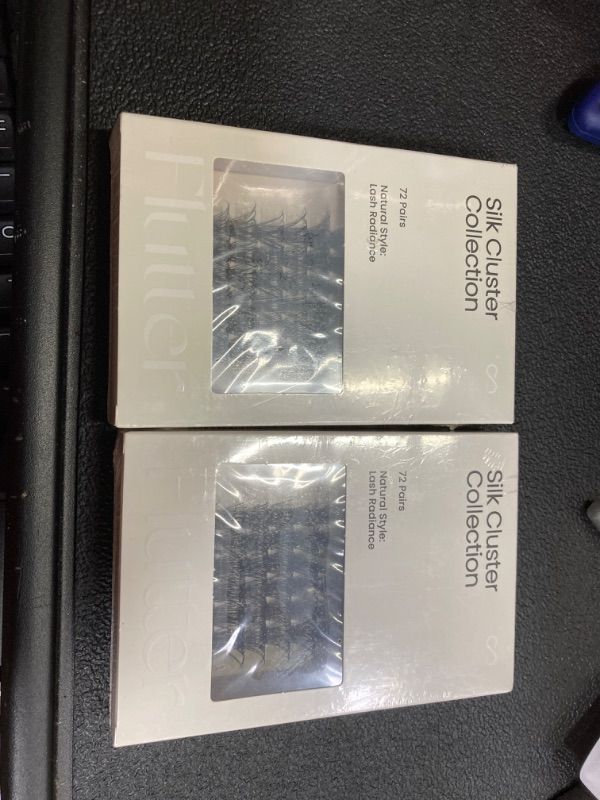 Silk Cluster
Collection
72 Pairs
Natural Style:
Lash Radiance
Flutter
Silk Cluster
Collection
72 Pairs
Natural Style:
Lash Radiance
Flutter